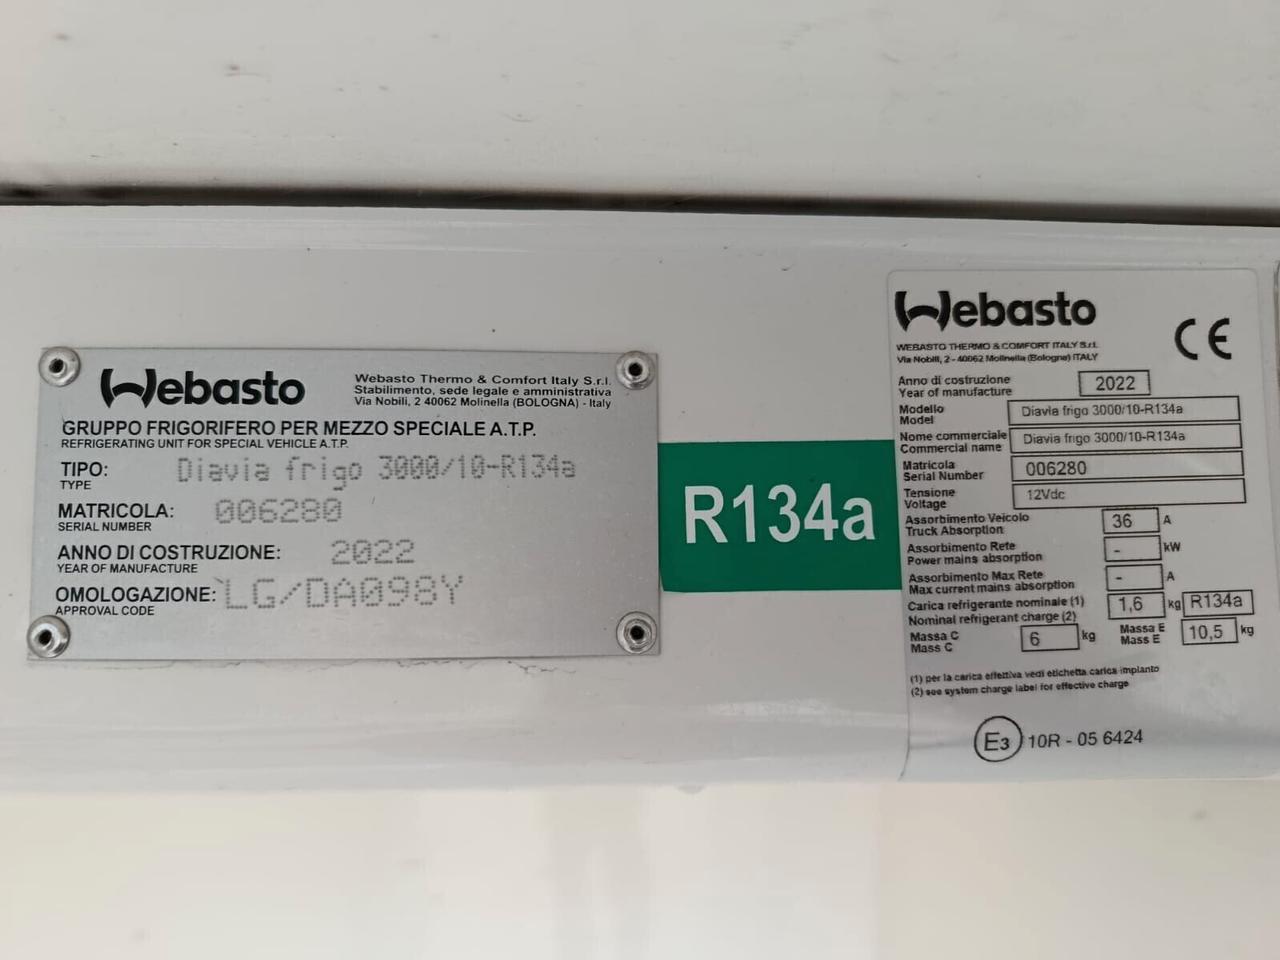 Webasto
Webasto Thermo & Comfort Italy S.r.l.
Stabilimento, sede legale e amministrativa
Via Nobili, 2 40062 Molinella (BOLOGNA) - Italy
GRUPPO FRIGORIFERO PER MEZZO SPECIALE A.T.P.
REFRIGERATING UNIT FOR SPECIAL VEHICLE A.T.P.
TIPO: Diavia frigo 3000/10-R134a
TYPE
MATRICOLA: 006280
SERIAL NUMBER
ANNO DI COSTRUZIONE: 2022
YEAR OF MANUFACTURE
OMOLOGAZIONE: LG/DA098Y
APPROVAL CODE
R134a
Webasto
CE
WEBASTO THERMO & COMFORT ITALY S.r.l.
Via Nobili, 2 - 40062 Molinella (Bologna) ITALY
Anno di costruzione 2022
Year of manufacture
Modello Diavia frigo 3000/10-R134a
Model
Nome commerciale Diavia frigo 3000/10-R134a
Commercial name
Matricola 006280
Serial Number
Tensione 12Vdc
Voltage
Assorbimento Veicolo 36 A
Truck Absorption
Assorbimento Rete - kW
Power mains absorption
Assorbimento Max Rete - A
Max current mains absorption
Carica refrigerante nominale (1) 1,6 kg R134a
Nominal refrigerant charge (2)
Massa C 6 kg Massa E 10,5 kg
Mass C Mass E
(1) per la carica effettiva vedi etichetta carica impianto
(2) see system charge label for effective charge
E3 10R - 05 6424